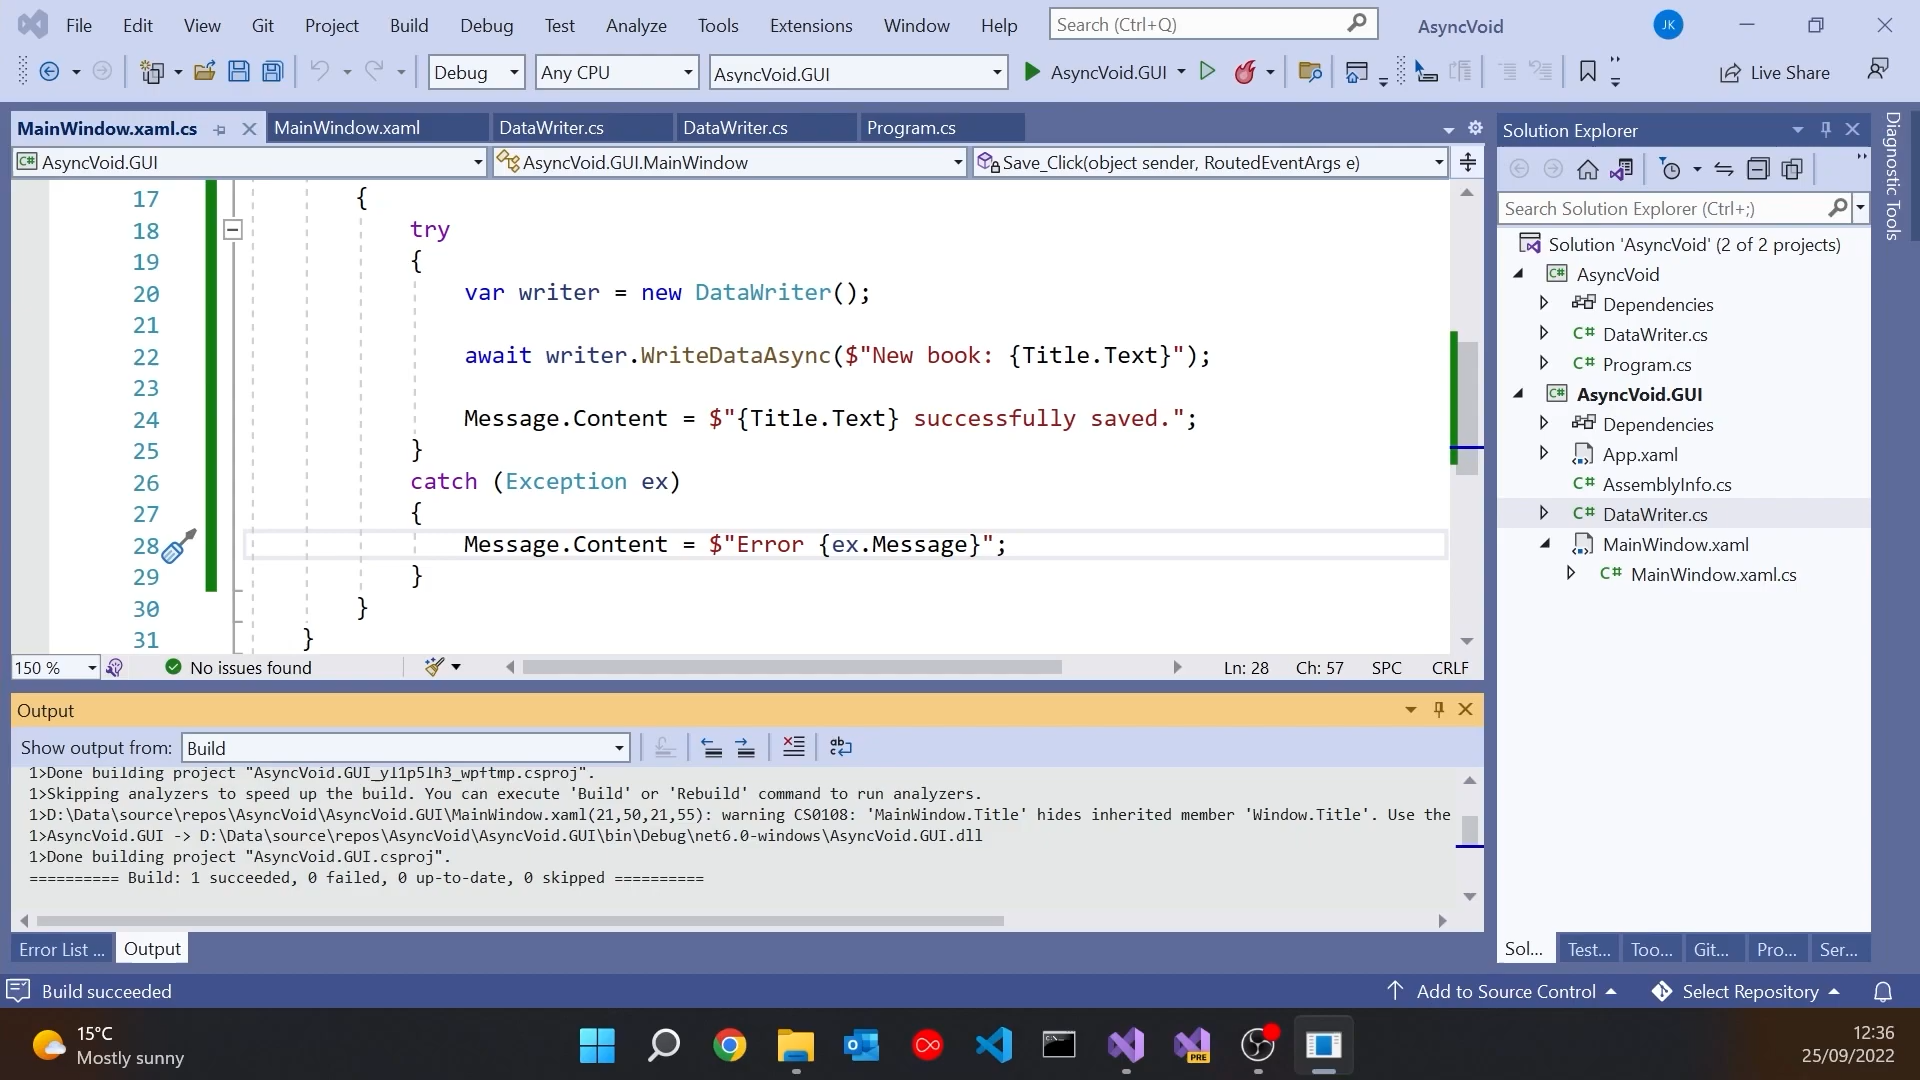 File Edit View Git Project Build Debug Test Analyze Tools Extensions Window Help Search (Ctrl+Q) AsyncVoid JK
Debug Any CPU AsyncVoid.GUI AsyncVoid.GUI Live Share
MainWindow.xaml.cs MainWindow.xaml DataWriter.cs DataWriter.cs Program.cs
AsyncVoid.GUI AsyncVoid.GUI.MainWindow Save_Click(object sender, RoutedEventArgs e)
17 {
18 try
19 {
20 var writer = new DataWriter();
21
22 await writer.WriteDataAsync($"New book: {Title.Text}");
23
24 Message.Content = $"{Title.Text} successfully saved.";
25 }
26 catch (Exception ex)
27 {
28 Message.Content = $"Error {ex.Message}";
29 }
30 }
31 }
150 % No issues found Ln: 28 Ch: 57 SPC CRLF
Output
Show output from: Build
1>Done building project "AsyncVoid.GUI_yl1p5lh3_wpftmp.csproj".
1>Skipping analyzers to speed up the build. You can execute 'Build' or 'Rebuild' command to run analyzers.
1>D:\Data\source\repos\AsyncVoid\AsyncVoid.GUI\MainWindow.xaml(21,50,21,55): warning CS0108: 'MainWindow.Title' hides inherited member 'Window.Title'. Use the
1>AsyncVoid.GUI -> D:\Data\source\repos\AsyncVoid\AsyncVoid.GUI\bin\Debug\net6.0-windows\AsyncVoid.GUI.dll
1>Done building project "AsyncVoid.GUI.csproj".
========== Build: 1 succeeded, 0 failed, 0 up-to-date, 0 skipped ==========
Error List ... Output
Solution Explorer
Search Solution Explorer (Ctrl+;)
Solution 'AsyncVoid' (2 of 2 projects)
C# AsyncVoid
Dependencies
C# DataWriter.cs
C# Program.cs
C# AsyncVoid.GUI
Dependencies
App.xaml
C# AssemblyInfo.cs
C# DataWriter.cs
MainWindow.xaml
C# MainWindow.xaml.cs
Sol... Test... Too... Git... Pro... Ser...
Diagnostic Tools
Build succeeded Add to Source Control Select Repository
15°C
Mostly sunny
PRE
12:36
25/09/2022